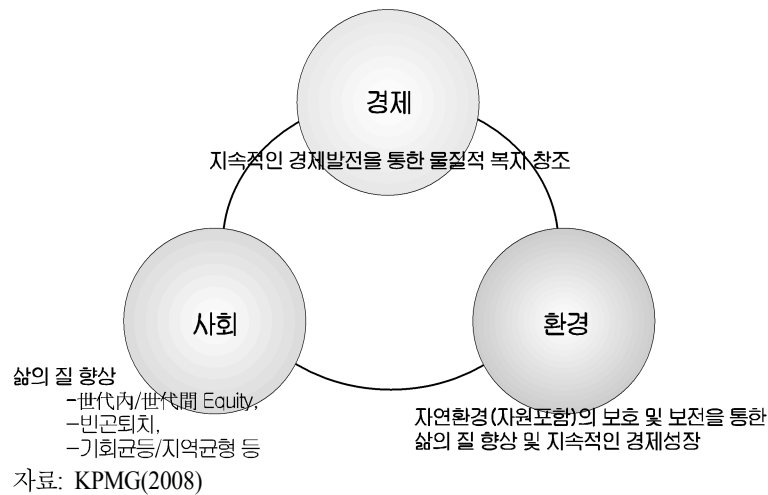 경제
지속적인 경제발전을 통한 물질적 복지 창조
사회
환경
삶의 질 향상
-世代內/世代間 Equity,
-빈곤퇴치,
-기회균등/지역균형 등
자연환경(자원포함)의 보호 및 보전을 통한
삶의 질 향상 및 지속적인 경제성장
자료: KPMG(2008)